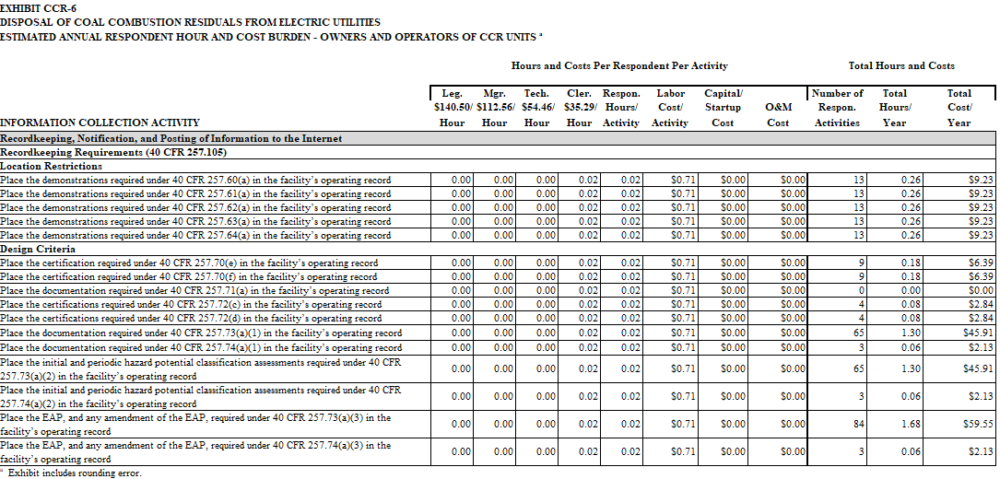 EXHIBIT CCR-6
DISPOSAL OF COAL COMBUSTION RESIDUALS FROM ELECTRIC UTILITIES
ESTIMATED ANNUAL RESPONDENT HOUR AND COST BURDEN - OWNERS AND OPERATORS OF CCR UNITS ª
Hours and Costs Per Respondent Per Activity Total Hours and Costs
Leg. Mgr. Tech. Cler. Respon. Labor Capital/ Number of Total Total
$140.50/ $112.56/ $54.46/ $35.29/ Hours/ Cost/ Startup O&M Respon. Hours/ Cost/
INFORMATION COLLECTION ACTIVITY Hour Hour Hour Hour Activity Activity Cost Cost Activities Year Year
Recordkeeping, Notification, and Posting of Information to the Internet
Recordkeeping Requirements (40 CFR 257.105)
Location Restrictions
Place the demonstrations required under 40 CFR 257.60(a) in the facility's operating record 0.00 0.00 0.00 0.02 0.02 $0.71 $0.00 $0.00 13 0.26 $9.23
Place the demonstrations required under 40 CFR 257.61(a) in the facility's operating record 0.00 0.00 0.00 0.02 0.02 $0.71 $0.00 $0.00 13 0.26 $9.23
Place the demonstrations required under 40 CFR 257.62(a) in the facility's operating record 0.00 0.00 0.00 0.02 0.02 $0.71 $0.00 $0.00 13 0.26 $9.23
Place the demonstrations required under 40 CFR 257.63(a) in the facility's operating record 0.00 0.00 0.00 0.02 0.02 $0.71 $0.00 $0.00 13 0.26 $9.23
Place the demonstrations required under 40 CFR 257.64(a) in the facility's operating record 0.00 0.00 0.00 0.02 0.02 $0.71 $0.00 $0.00 13 0.26 $9.23
Design Criteria
Place the certification required under 40 CFR 257.70(e) in the facility's operating record 0.00 0.00 0.00 0.02 0.02 $0.71 $0.00 $0.00 9 0.18 $6.39
Place the certification required under 40 CFR 257.70(f) in the facility's operating record 0.00 0.00 0.00 0.02 0.02 $0.71 $0.00 $0.00 9 0.18 $6.39
Place the documentation required under 40 CFR 257.71(a) in the facility's operating record 0.00 0.00 0.00 0.02 0.02 $0.71 $0.00 $0.00 0 0.00 $0.00
Place the certifications required under 40 CFR 257.72(c) in the facility's operating record 0.00 0.00 0.00 0.02 0.02 $0.71 $0.00 $0.00 4 0.08 $2.84
Place the certifications required under 40 CFR 257.72(d) in the facility's operating record 0.00 0.00 0.00 0.02 0.02 $0.71 $0.00 $0.00 4 0.08 $2.84
Place the documentation required under 40 CFR 257.73(a)(1) in the facility's operating record 0.00 0.00 0.00 0.02 0.02 $0.71 $0.00 $0.00 65 1.30 $45.91
Place the documentation required under 40 CFR 257.74(a)(1) in the facility's operating record 0.00 0.00 0.00 0.02 0.02 $0.71 $0.00 $0.00 3 0.06 $2.13
Place the initial and periodic hazard potential classification assessments required under 40 CFR
257.73(a)(2) in the facility's operating record 0.00 0.00 0.00 0.02 0.02 $0.71 $0.00 $0.00 65 1.30 $45.91
Place the initial and periodic hazard potential classification assessments required under 40 CFR
257.74(a)(2) in the facility's operating record 0.00 0.00 0.00 0.02 0.02 $0.71 $0.00 $0.00 3 0.06 $2.13
Place the EAP, and any amendment of the EAP, required under 40 CFR 257.73(a)(3) in the
facility's operating record 0.00 0.00 0.00 0.02 0.02 $0.71 $0.00 $0.00 84 1.68 $59.55
Place the EAP, and any amendment of the EAP, required under 40 CFR 257.74(a)(3) in the
facility's operating record 0.00 0.00 0.00 0.02 0.02 $0.71 $0.00 $0.00 3 0.06 $2.13
ª Exhibit includes rounding error.